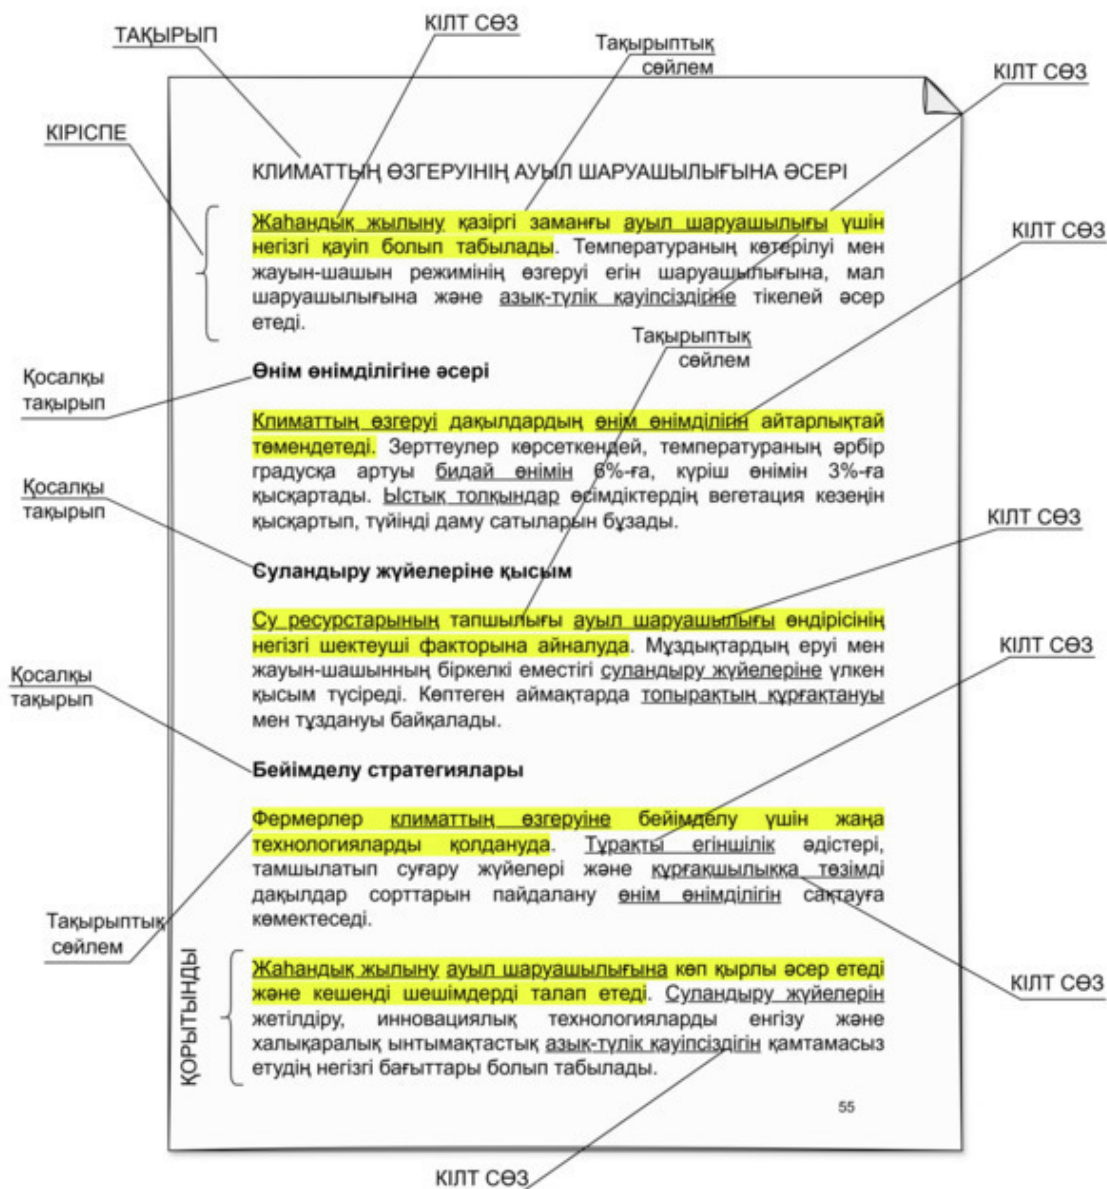 КІЛТ СӨЗ
ТАҚЫРЫП
Тақырыптық
сөйлем
КІЛТ СӨЗ
КІРІСПЕ
КЛИМАТТЫҢ ӨЗГЕРУІНІҢ АУЫЛ ШАРУАШЫЛЫҒЫНА ӘСЕРІ
Жаһандық жылыну қазіргі заманғы ауыл шаруашылығы үшін
негізгі қауіп болып табылады. Температураның көтерілуі мен
жауын-шашын режимінің өзгеруі егін шаруашылығына, мал
шаруашылығына және азық-түлік қауіпсіздігіне тікелей әсер
етеді.
КІЛТ СӨЗ
Тақырыптық
сөйлем
Қосалқы
тақырып
Өнім өнімділігіне әсері
Климаттың өзгеруі дақылдардың өнім өнімділігін айтарлықтай
төмендетеді. Зерттеулер көрсеткендей, температураның әрбір
градусқа артуы бидай өнімін 6%-ға, күріш өнімін 3%-ға
қысқартады. Ыстық толқындар өсімдіктердің вегетация кезеңін
қысқартып, түйінді даму сатыларын бұзады.
Қосалқы
тақырып
КІЛТ СӨЗ
Суландыру жүйелеріне қысым
Су ресурстарының тапшылығы ауыл шаруашылығы өндірісінің
негізгі шектеуші факторына айналуда. Мұздықтардың еруі мен
жауын-шашынның біркелкі еместігі суландыру жүйелеріне үлкен
қысым түсіреді. Көптеген аймақтарда топырақтың құрғақтануы
мен тұздануы байқалады.
КІЛТ СӨЗ
Қосалқы
тақырып
Бейімделу стратегиялары
Фермерлер климаттың өзгеруіне бейімделу үшін жаңа
технологияларды қолдануда. Тұрақты егіншілік әдістері,
тамшылатып суғару жүйелері және құрғақшылыққа төзімді
дақылдар сорттарын пайдалану өнім өнімділігін сақтауға
көмектеседі.
Тақырыптық
сөйлем
ҚОРЫТЫНДЫ
Жаһандық жылыну ауыл шаруашылығына көп қырлы әсер етеді
және кешенді шешімдерді талап етеді. Суландыру жүйелерін
жетілдіру, инновациялық технологияларды енгізу және
халықаралық ынтымақтастық азық-түлік қауіпсіздігін қамтамасыз
етудің негізгі бағыттары болып табылады.
КІЛТ СӨЗ
55
КІЛТ СӨЗ